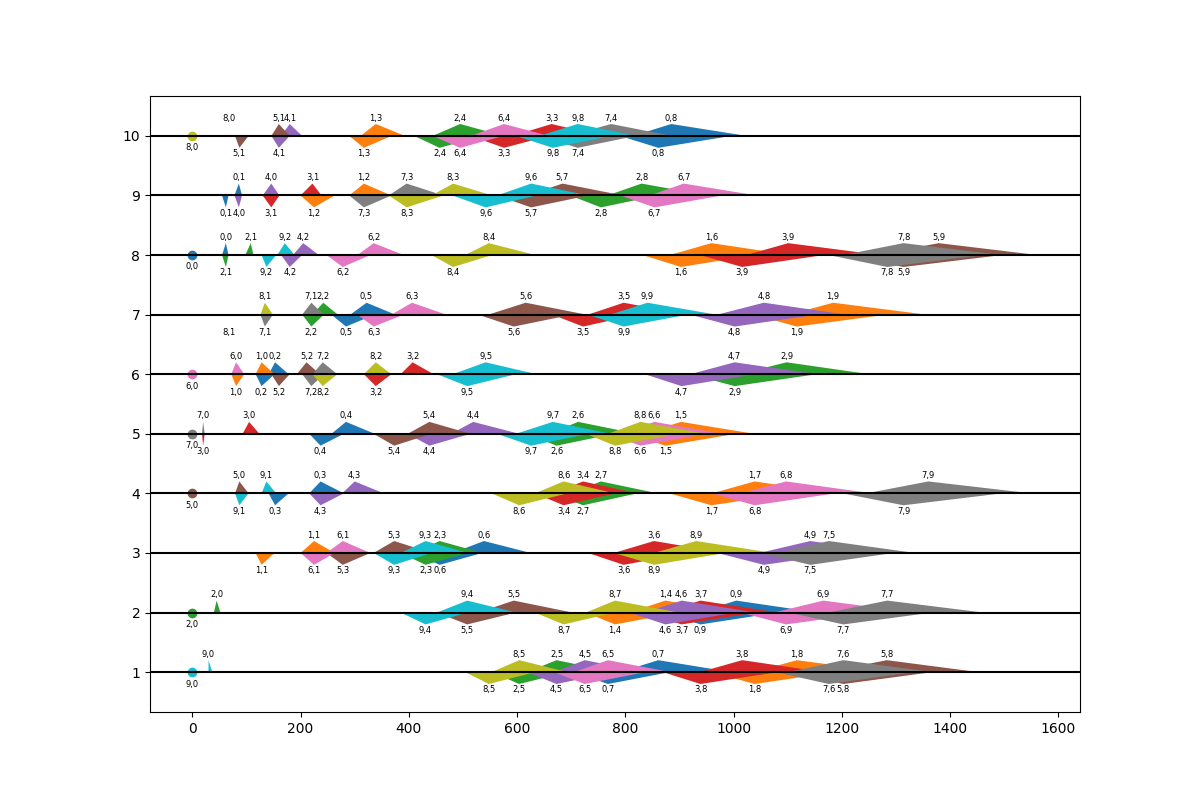 8,0 5,1 4,1 1,3 2,4 6,4 3,3 9,8 7,4 0,8
10
8,0 5,1 4,1 1,3 2,4 6,4 3,3 9,8 7,4 0,8
0,1 4,0 3,1 1,2 7,3 8,3 9,6 5,7 2,8 6,7
9
0,1 4,0 3,1 1,2 7,3 8,3 9,6 5,7 2,8 6,7
0,0 2,1 9,2 4,2 6,2 8,4 1,6 3,9 7,8 5,9
8
0,0 2,1 9,2 4,2 6,2 8,4 1,6 3,9 7,8 5,9
8,1 7,1 2,2 0,5 6,3 5,6 3,5 9,9 4,8 1,9
7
8,1 7,1 2,2 0,5 6,3 5,6 3,5 9,9 4,8 1,9
6,0 1,0 0,2 5,2 7,2 8,2 3,2 9,5 4,7 2,9
6
6,0 1,0 0,2 5,2 7,2 8,2 3,2 9,5 4,7 2,9
7,0 3,0 0,4 5,4 4,4 9,7 2,6 8,8 6,6 1,5
5
7,0 3,0 0,4 5,4 4,4 9,7 2,6 8,8 6,6 1,5
5,0 9,1 0,3 4,3 8,6 3,4 2,7 1,7 6,8 7,9
4
5,0 9,1 0,3 4,3 8,6 3,4 2,7 1,7 6,8 7,9
1,1 6,1 5,3 9,3 2,3 0,6 3,6 8,9 4,9 7,5
3
1,1 6,1 5,3 9,3 2,3 0,6 3,6 8,9 4,9 7,5
2,0 9,4 5,5 8,7 1,4 4,6 3,7 0,9 6,9 7,7
2
2,0 9,4 5,5 8,7 1,4 4,6 3,7 0,9 6,9 7,7
9,0 8,5 2,5 4,5 6,5 0,7 3,8 1,8 7,6 5,8
1
9,0 8,5 2,5 4,5 6,5 0,7 3,8 1,8 7,6 5,8
0 200 400 600 800 1000 1200 1400 1600